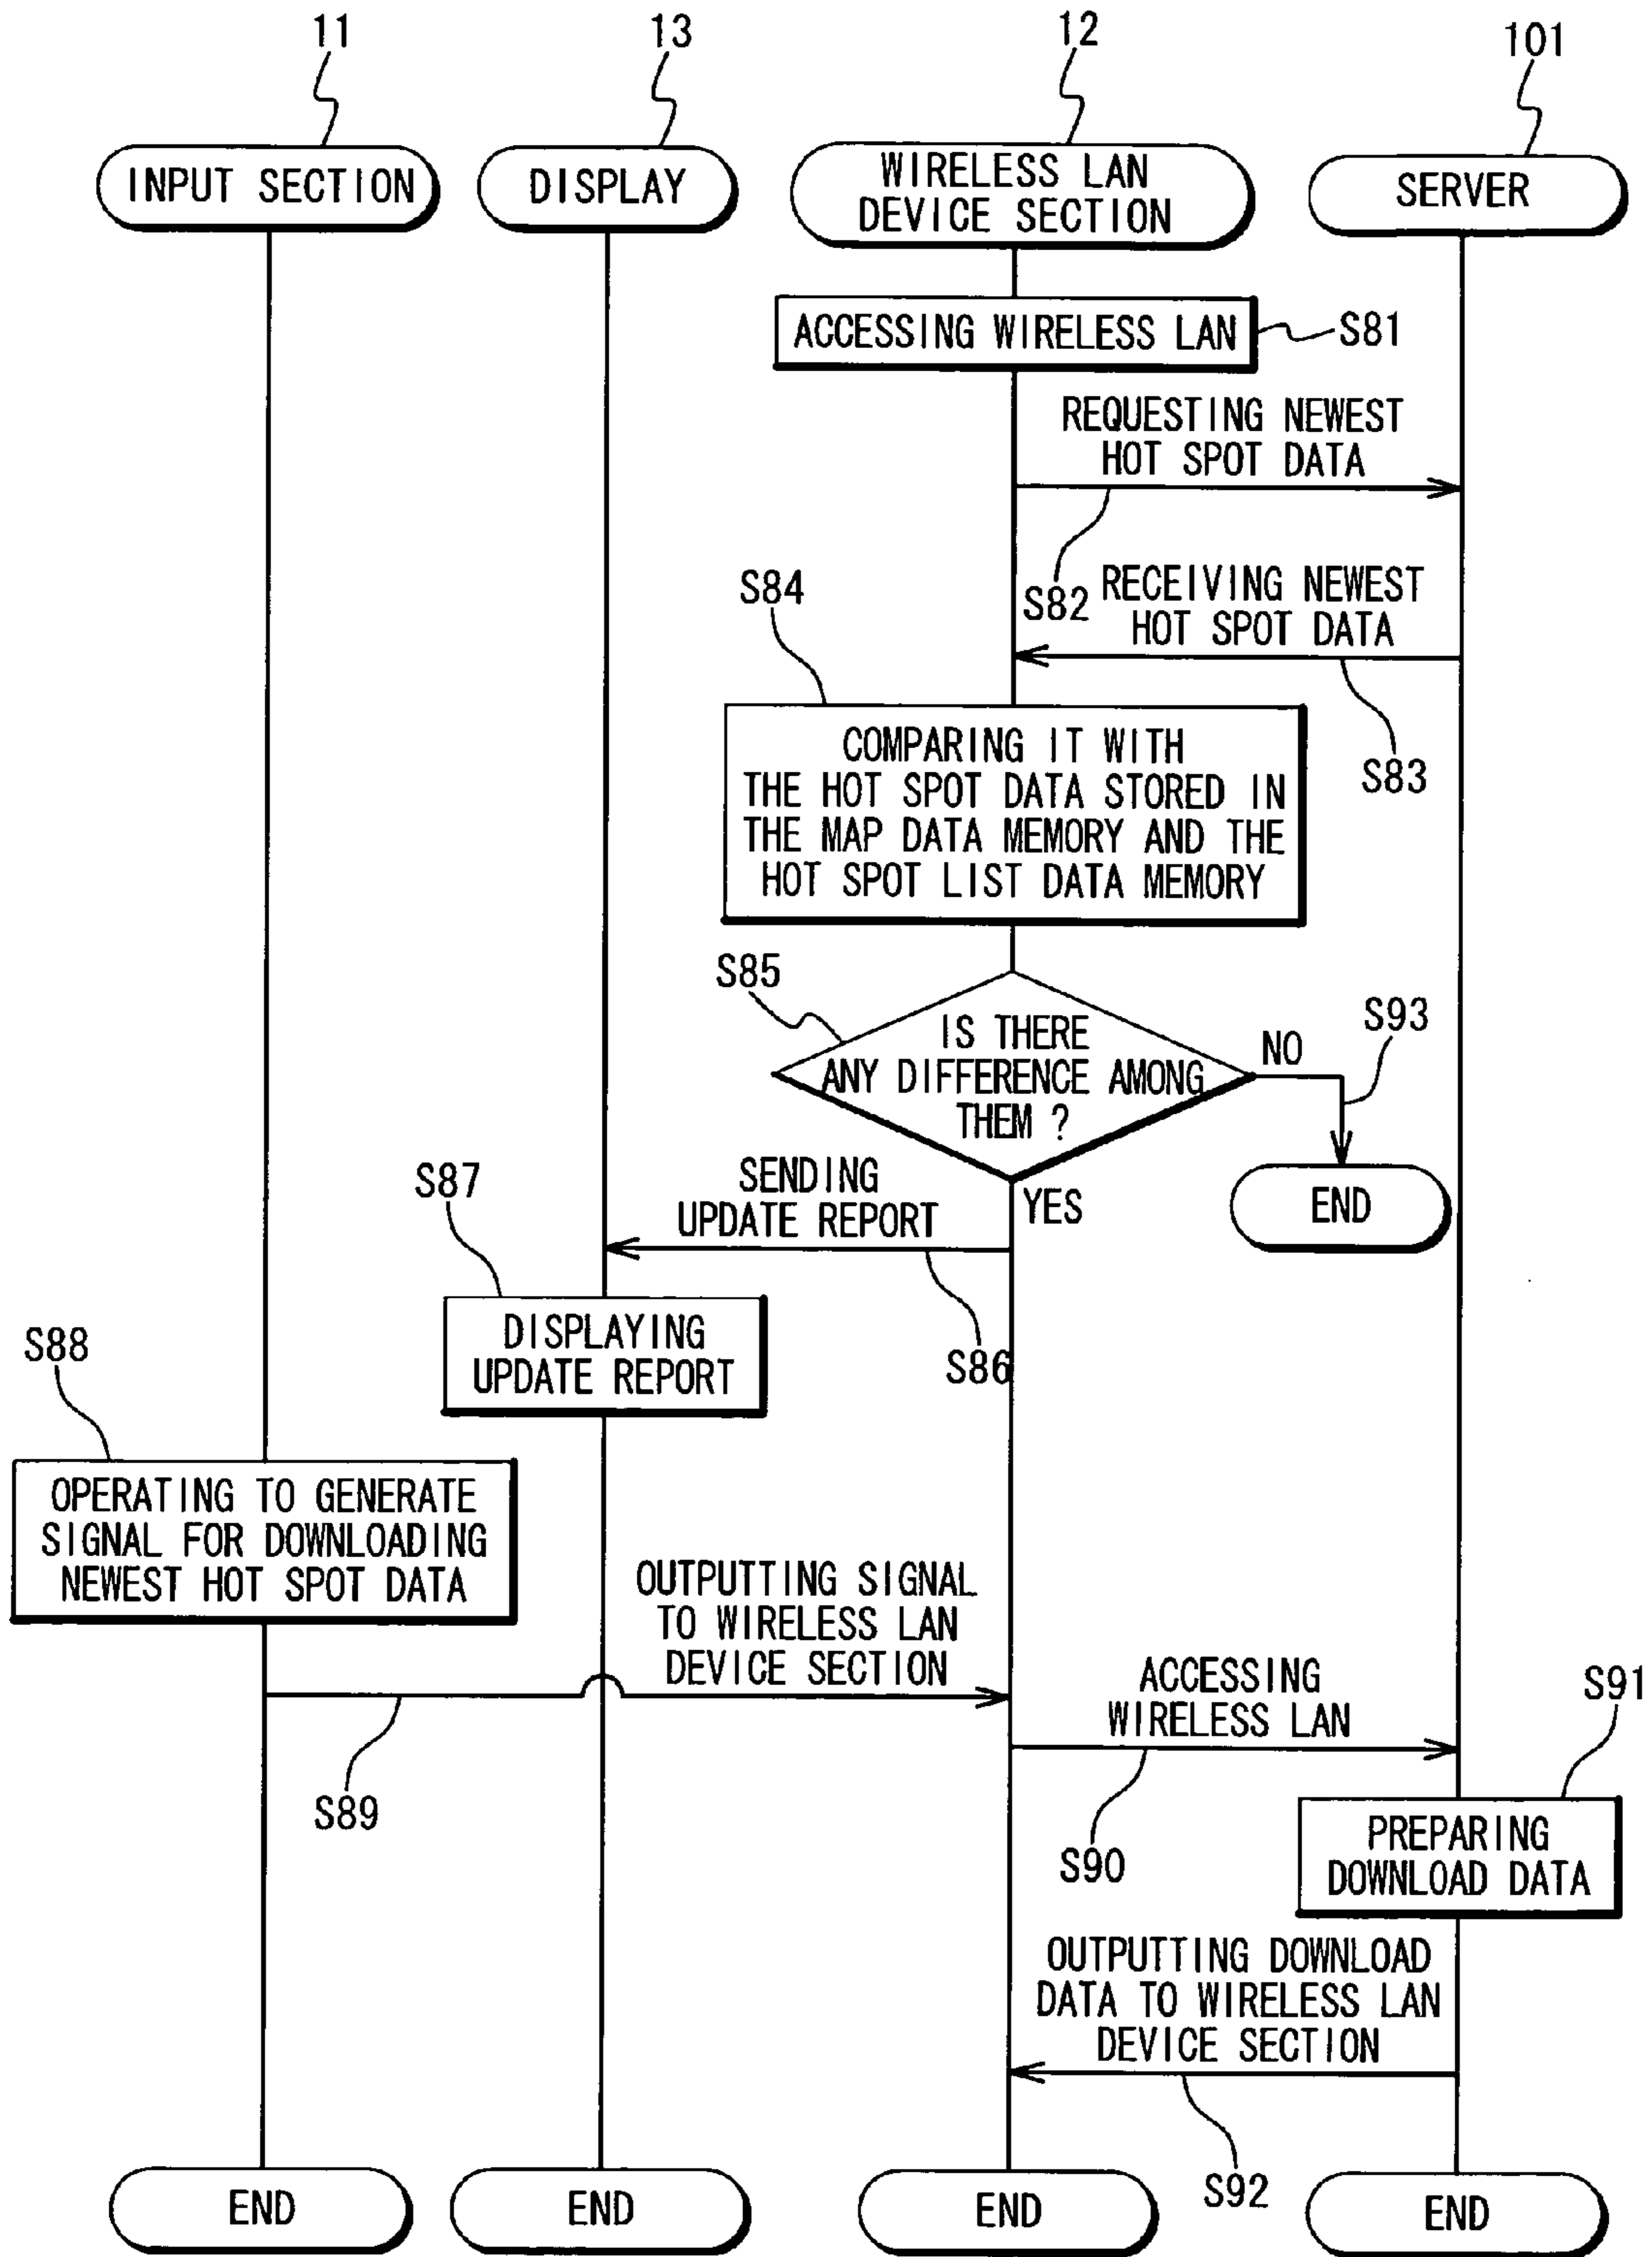 11
13
12
101
INPUT SECTION
DISPLAY
WIRELESS LAN
DEVICE SECTION
SERVER
ACCESSING WIRELESS LAN
S81
REQUESTING NEWEST
HOT SPOT DATA
S82
RECEIVING NEWEST
HOT SPOT DATA
S83
S84
COMPARING IT WITH
THE HOT SPOT DATA STORED IN
THE MAP DATA MEMORY AND THE
HOT SPOT LIST DATA MEMORY
S85
IS THERE
ANY DIFFERENCE AMONG
THEM ?
NO
S93
END
YES
SENDING
UPDATE REPORT
S86
S87
DISPLAYING
UPDATE REPORT
S88
OPERATING TO GENERATE
SIGNAL FOR DOWNLOADING
NEWEST HOT SPOT DATA
OUTPUTTING SIGNAL
TO WIRELESS LAN
DEVICE SECTION
S89
ACCESSING
WIRELESS LAN
S90
S91
PREPARING
DOWNLOAD DATA
OUTPUTTING DOWNLOAD
DATA TO WIRELESS LAN
DEVICE SECTION
S92
END
END
END
END